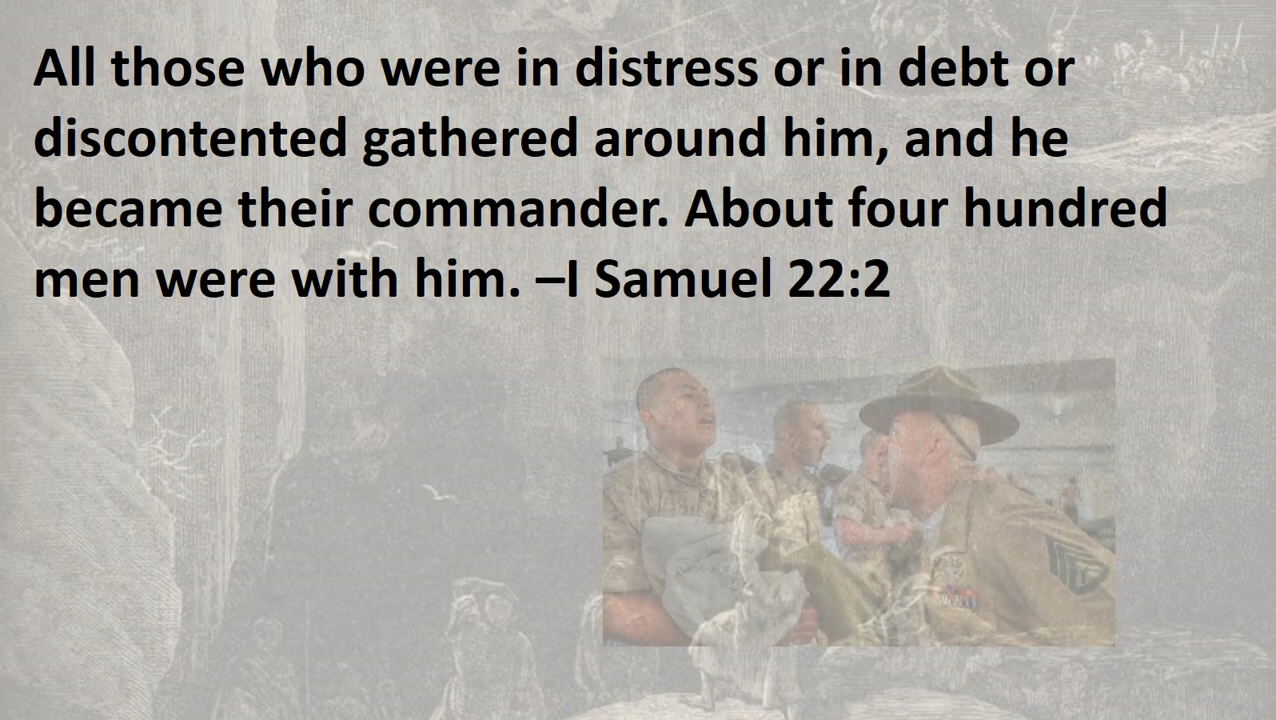 All those who were in distress or in debt or
discontented gathered around him, and he
became their commander. About four hundred
men were with him. –I Samuel 22:2